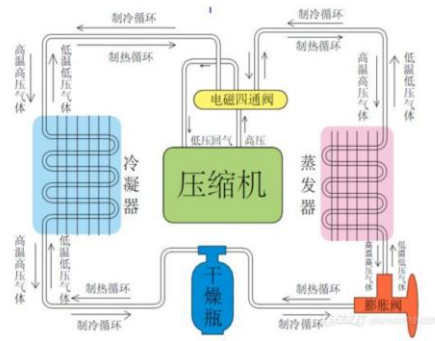 制冷循环
制热循环
制冷循环
制热循环
高温高压气体
低温低压气体
高温高压气体
低温低压气体
电磁四通阀
低压回气
高压
冷凝器
压缩机
蒸发器
高温高压气体
低温低压气体
高温高压气体
低温低压气体
干燥瓶
膨胀阀
制热循环
制冷循环
制热循环
制冷循环